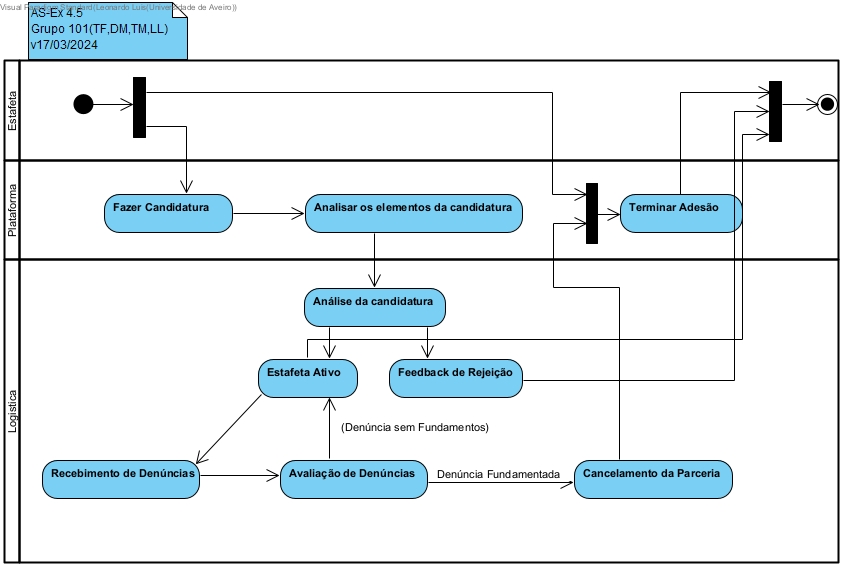 Visual Paradigm Standard(Leonardo Luís(Universidade de Aveiro))
AS-Ex 4.5
Grupo 101(TF,DM,TM,LL)
v17/03/2024
Estafeta
Plataforma
Fazer Candidatura
Analisar os elementos da candidatura
Terminar Adesão
Logística
Análise da candidatura
Estafeta Ativo
Feedback de Rejeição
(Denúncia sem Fundamentos)
Recebimento de Denúncias
Avaliação de Denúncias
Denúncia Fundamentada
Cancelamento da Parceria